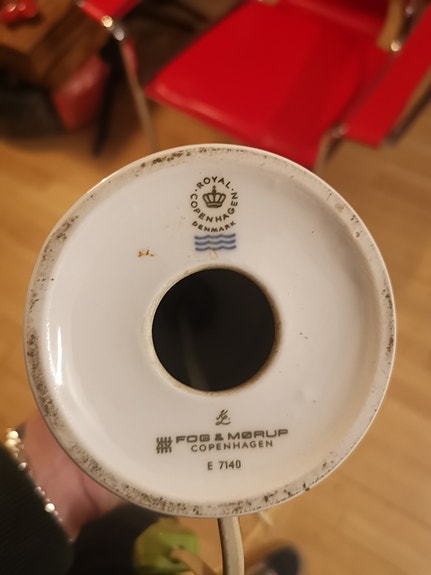 ROYAL
COPENHAGEN
DENMARK
FOG & MØRUP
COPENHAGEN
E 7140